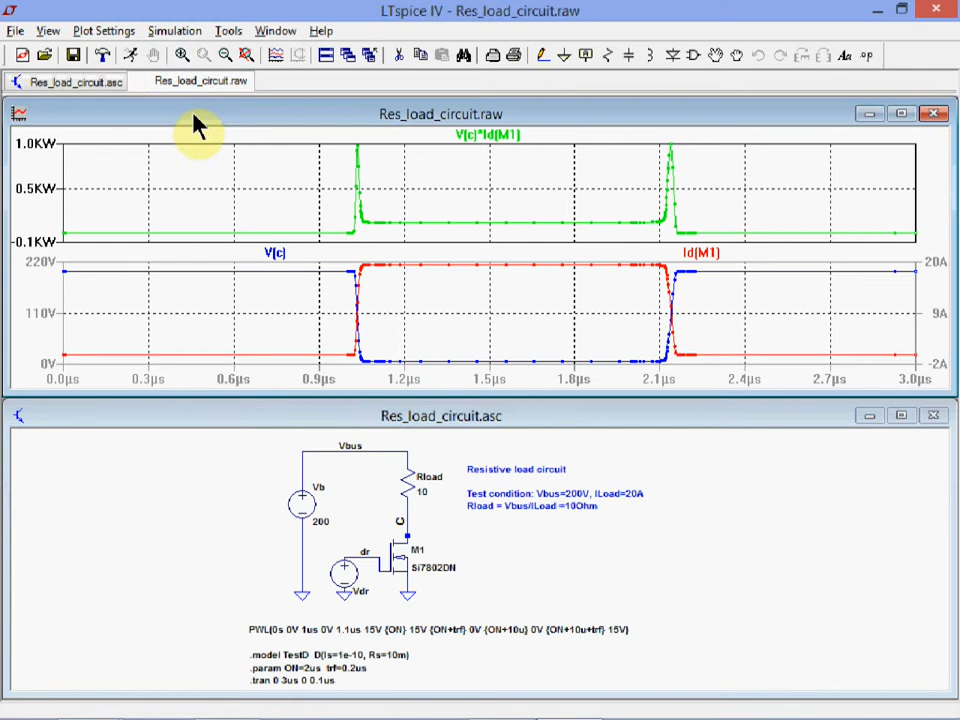 LTspice IV - Res_load_circuit.raw
File View Plot Settings Simulation Tools Window Help
Aa .op
Res_load_circuit.asc Res_load_circuit.raw
Res_load_circuit.raw
V(c)*Id(M1)
1.0KW
0.5KW
-0.1KW
V(c) Id(M1)
220V 20A
110V 9A
0V -2A
0.0µs 0.3µs 0.6µs 0.9µs 1.2µs 1.5µs 1.8µs 2.1µs 2.4µs 2.7µs 3.0µs
Res_load_circuit.asc
Vbus
Resistive load circuit
Rload
Vb
10
Test condition: Vbus=200V, ILoad=20A
Rload = Vbus/ILoad =10Ohm
200
C
dr
M1
Si7802DN
Vdr
PWL(0s 0V 1us 0V 1.1us 15V {ON} 15V {ON+trf} 0V {ON+10u} 0V {ON+10u+trf} 15V)
.model TestD D(Is=1e-10, Rs=10m)
.param ON=2us trf=0.2us
.tran 0 3us 0 0.1us